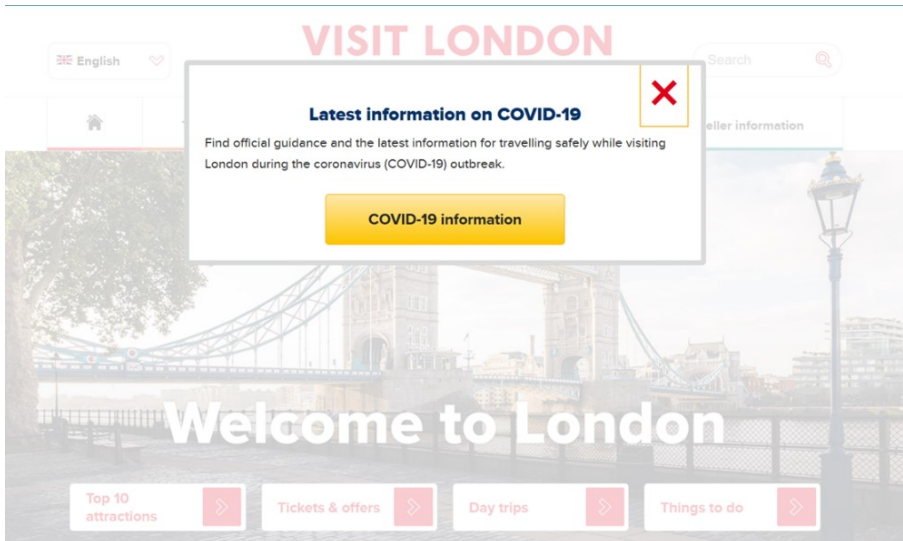 VISIT LONDON
English
Search
Latest information on COVID-19
Find official guidance and the latest information for travelling safely while visiting
London during the coronavirus (COVID-19) outbreak.
COVID-19 information
information
Welcome to London
Top 10
attractions
Tickets & offers
Day trips
Things to do